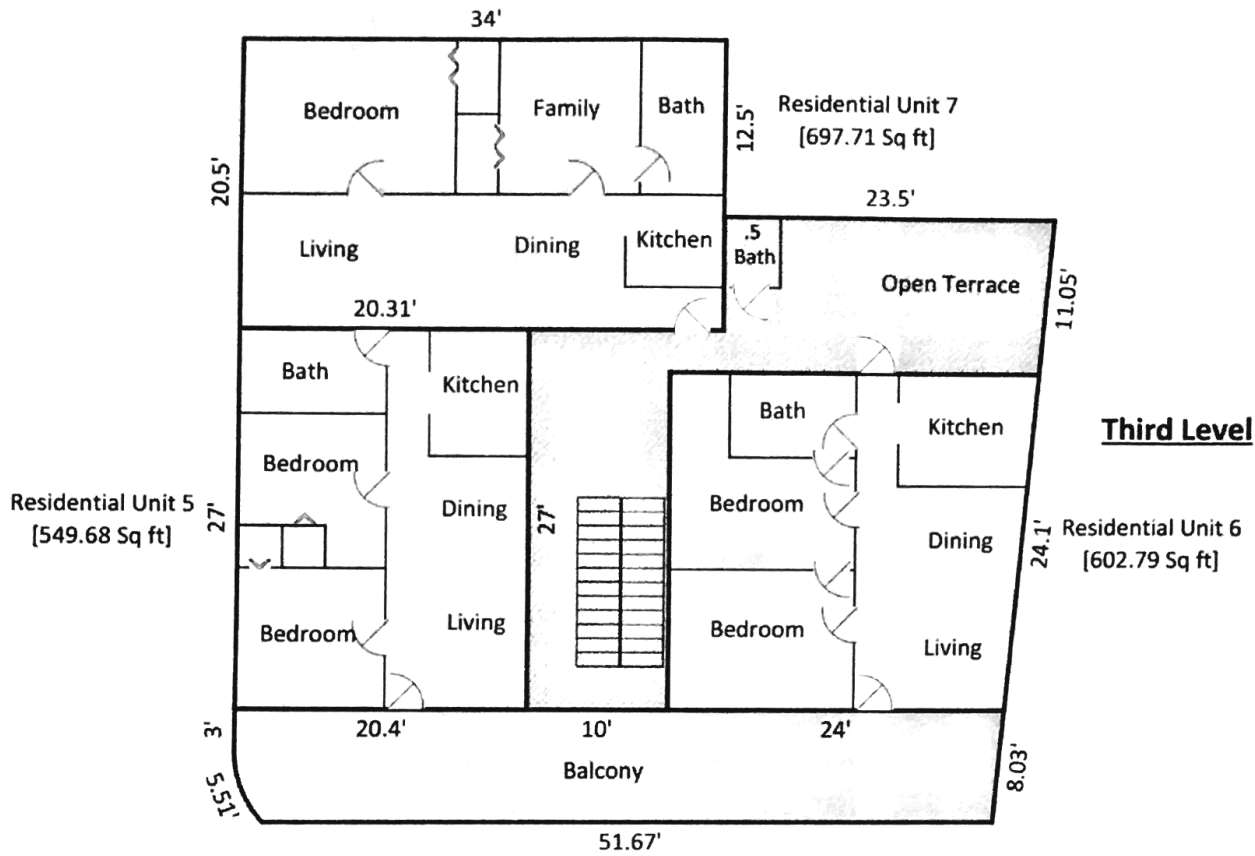 34'
Bedroom
Family
Bath
12.5'
Residential Unit 7
[697.71 Sq ft]
20.5'
23.5'
Living
Dining
Kitchen
.5
Bath
Open Terrace
11.05'
20.31'
Bath
Kitchen
Bath
Kitchen
Third Level
Bedroom
Residential Unit 5
[549.68 Sq ft]
27'
Dining
27'
Bedroom
Dining
24.1'
Residential Unit 6
[602.79 Sq ft]
Bedroom
Living
Bedroom
Living
3'
20.4'
10'
24'
5.51'
Balcony
8.03'
51.67'